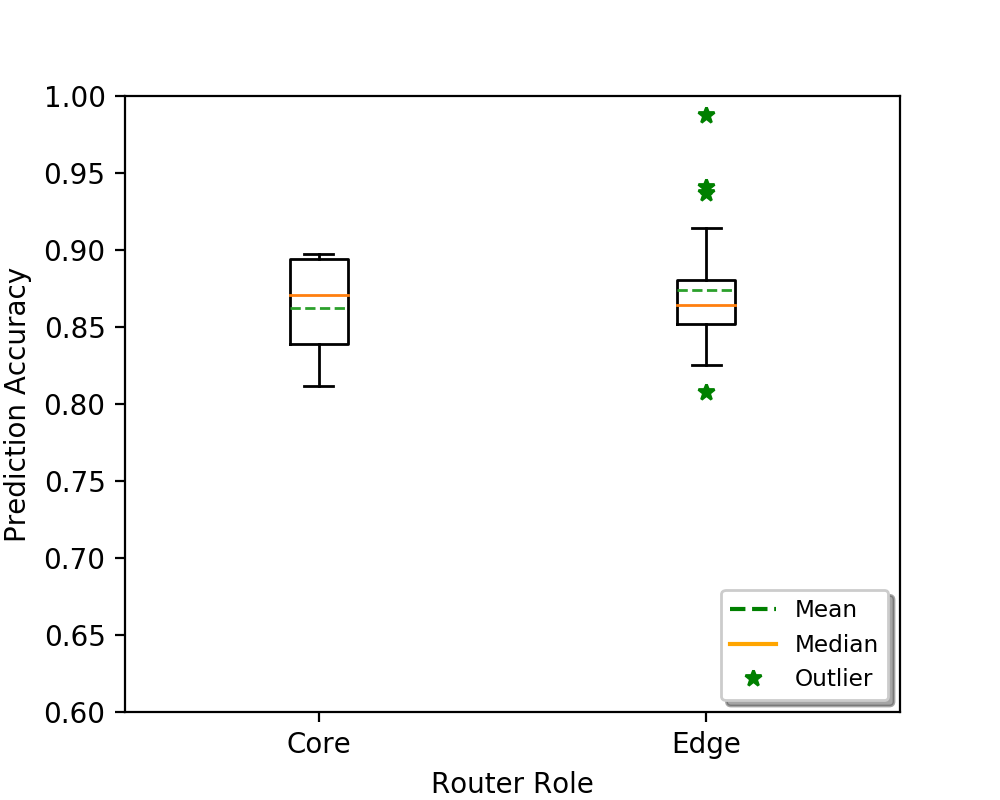 1.00
0.95
0.90
0.85
0.80
0.75
0.70
0.65
0.60
Prediction Accuracy
Core
Edge
Router Role
Mean
Median
Outlier